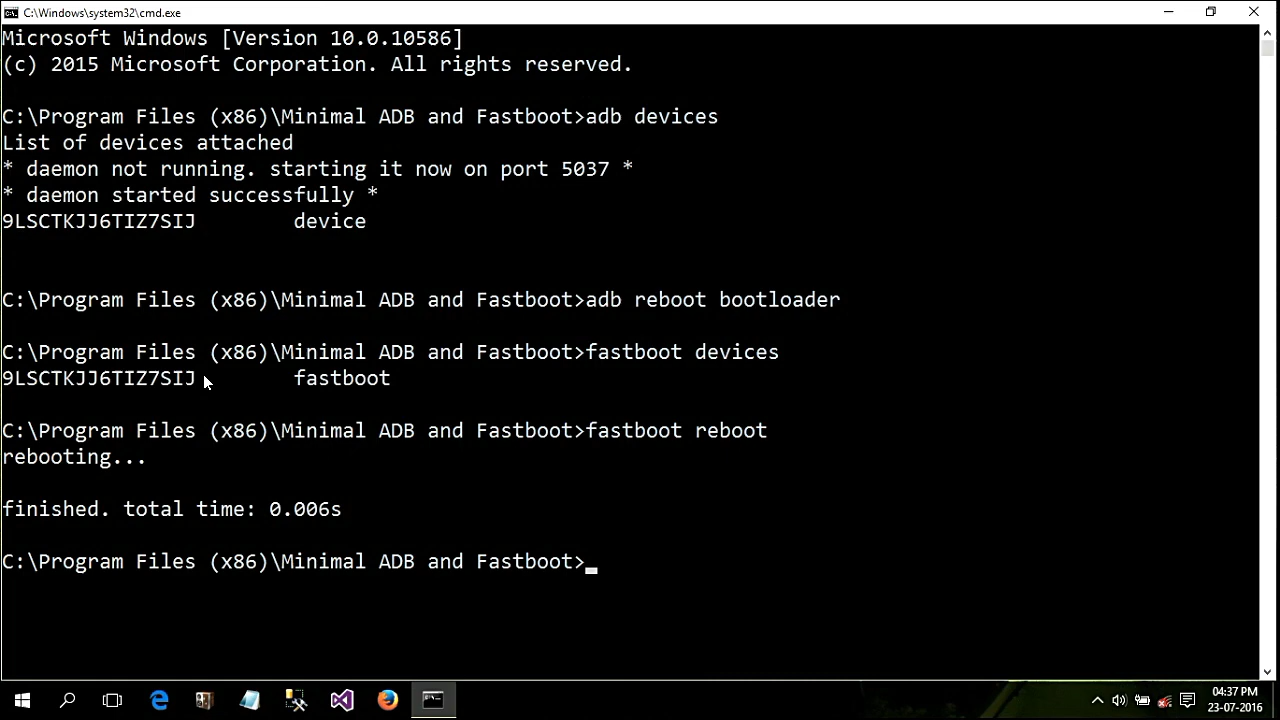 C:\Windows\system32\cmd.exe
Microsoft Windows [Version 10.0.10586]
(c) 2015 Microsoft Corporation. All rights reserved.
C:\Program Files (x86)\Minimal ADB and Fastboot>adb devices
List of devices attached
* daemon not running. starting it now on port 5037 *
* daemon started successfully *
9LSCTKJJ6TIZ7SIJ        device
C:\Program Files (x86)\Minimal ADB and Fastboot>adb reboot bootloader
C:\Program Files (x86)\Minimal ADB and Fastboot>fastboot devices
9LSCTKJJ6TIZ7SIJ        fastboot
C:\Program Files (x86)\Minimal ADB and Fastboot>fastboot reboot
rebooting...
finished. total time: 0.006s
C:\Program Files (x86)\Minimal ADB and Fastboot>
04:37 PM
23-07-2016